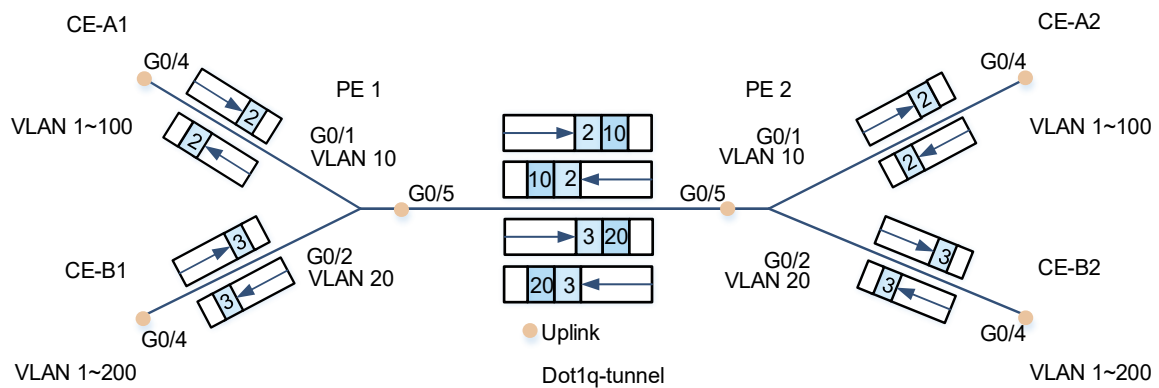 CE-A1
CE-A2
G0/4
G0/4
2
2
PE 1
PE 2
2
2
VLAN 1~100
VLAN 1~100
G0/1
VLAN 10
G0/1
VLAN 10
2 10
10 2
G0/5
G0/5
3 20
20 3
3
3
G0/2
VLAN 20
G0/2
VLAN 20
3
3
CE-B1
CE-B2
G0/4
G0/4
Uplink
VLAN 1~200
VLAN 1~200
Dot1q-tunnel